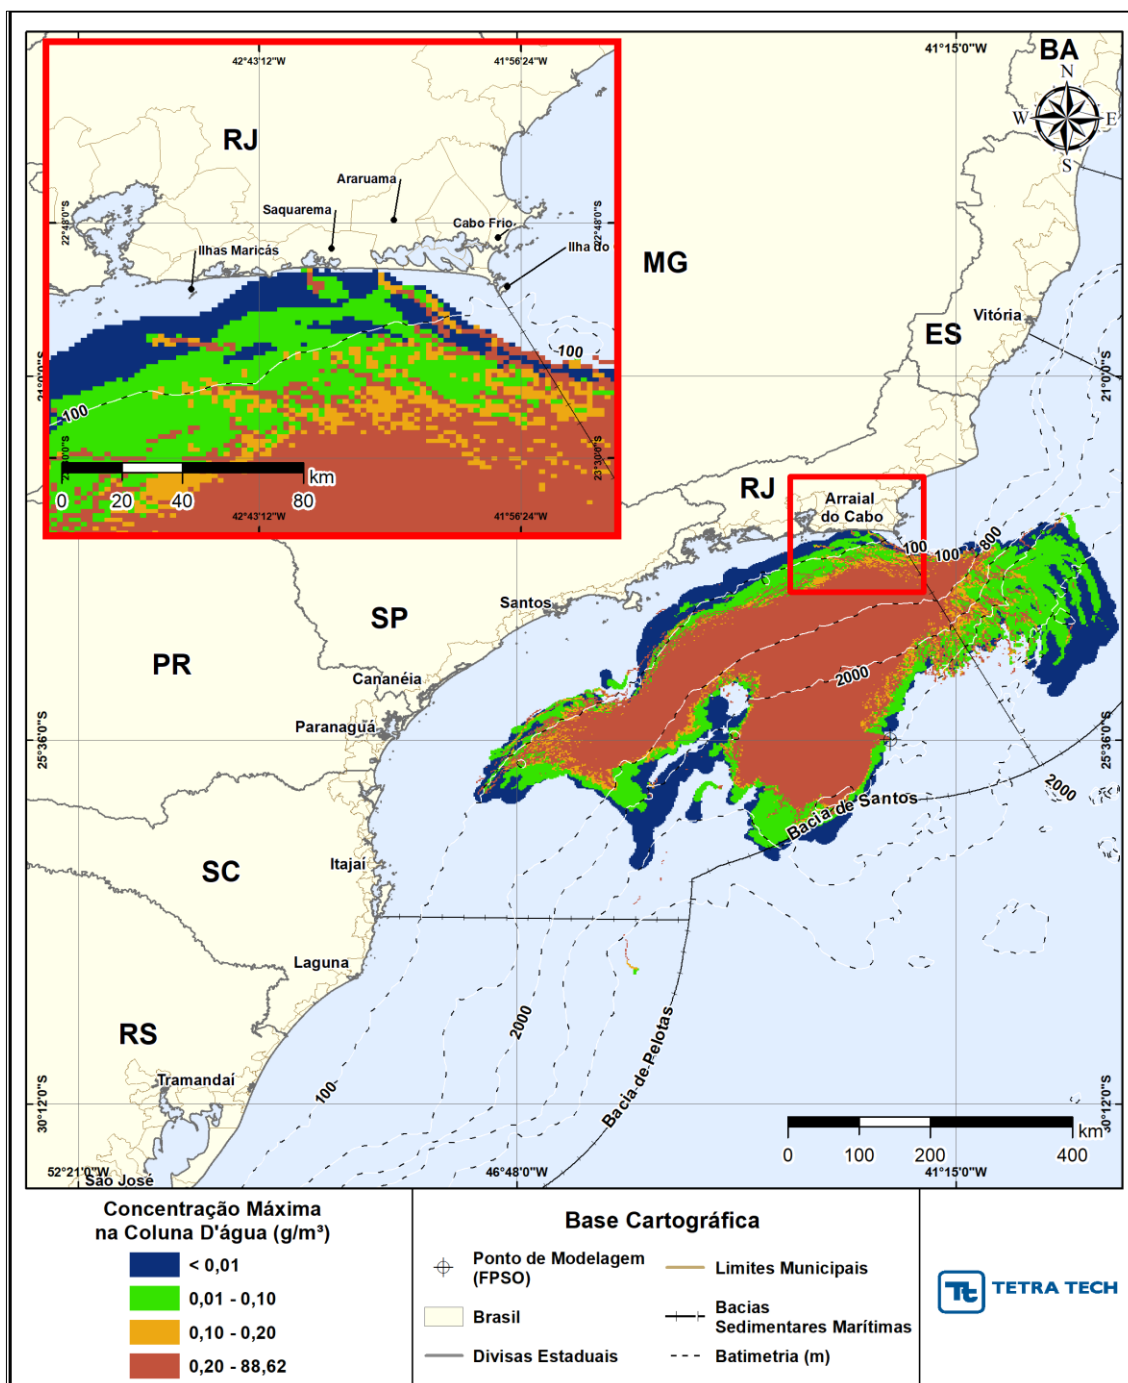 42°43'12"W
41°56'24"W
RJ
Araruama
Saquarema
Cabo Frio
Ilhas Maricás
Ilha do
22°48'0"S
22°48'0"S
100
100
23°30'0"S
0 20 40 80
km
42°43'12"W
41°56'24"W
41°15'0"W
BA
N
W E
S
MG
ES
Vitória
21°0'0"S
RJ
Arraial
do Cabo
100
100
800
SP
Santos
PR
2000
Cananéia
Paranaguá
25°36'0"S
25°36'0"S
2000
Bacia de Santos
SC
Itajaí
Laguna
2000
Bacia de Pelotas
RS
Tramandaí
100
30°12'0"S
30°12'0"S
km
0 100 200 400
52°21'0"W
46°48'0"W
41°15'0"W
São José
Concentração Máxima
na Coluna D'água (g/m³)
< 0,01
0,01 - 0,10
0,10 - 0,20
0,20 - 88,62
Base Cartográfica
Ponto de Modelagem
(FPSO)
Limites Municipais
Brasil
Bacias
Sedimentares Marítimas
Divisas Estaduais
Batimetria (m)
Tt
TETRA TECH